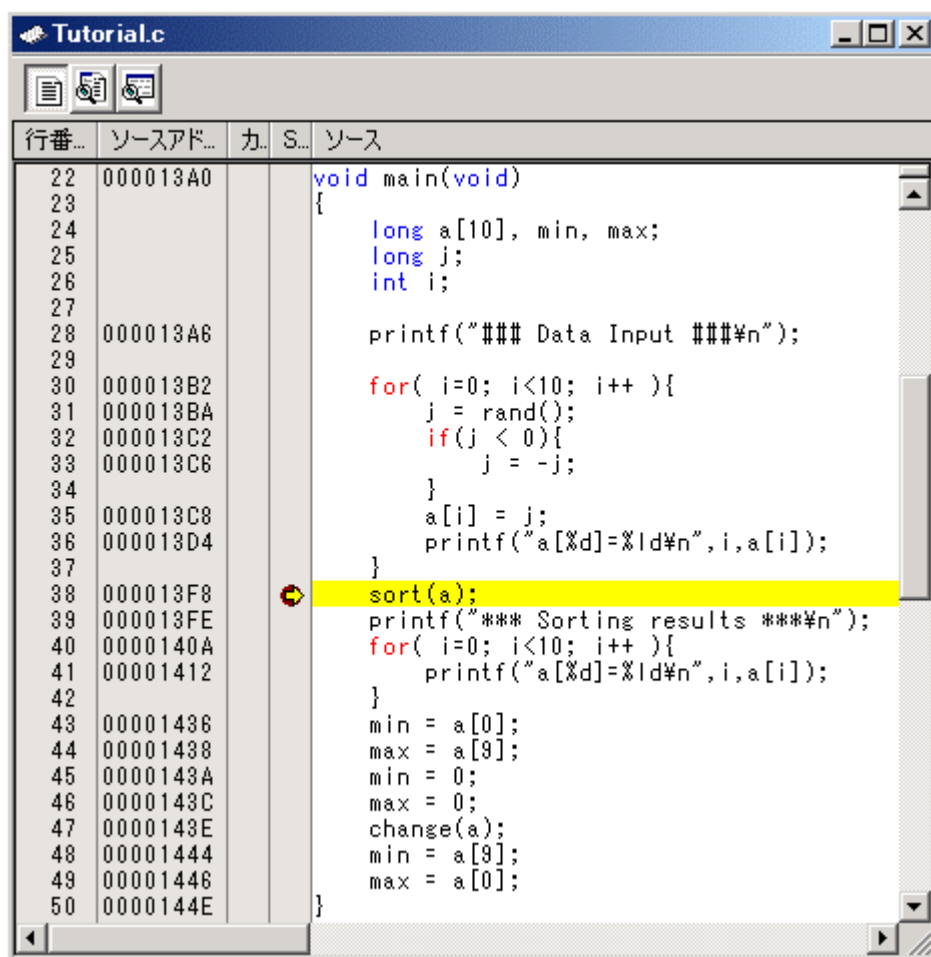 Tutorial.c
行番... ソースアド... カ.. S... ソース
22 000013A0 void main(void)
23 {
24 long a[10], min, max;
25 long j;
26 int i;
27
28 000013A6 printf("### Data Input ###¥n");
29
30 000013B2 for( i=0; i<10; i++ ){
31 000013BA j = rand();
32 000013C2 if(j < 0){
33 000013C6 j = -j;
34 }
35 000013C8 a[i] = j;
36 000013D4 printf("a[%d]=%ld¥n",i,a[i]);
37 }
38 000013F8 sort(a);
39 000013FE printf("*** Sorting results ***¥n");
40 0000140A for( i=0; i<10; i++ ){
41 00001412 printf("a[%d]=%ld¥n",i,a[i]);
42 }
43 00001436 min = a[0];
44 00001438 max = a[9];
45 0000143A min = 0;
46 0000143C max = 0;
47 0000143E change(a);
48 00001444 min = a[9];
49 00001446 max = a[0];
50 0000144E }